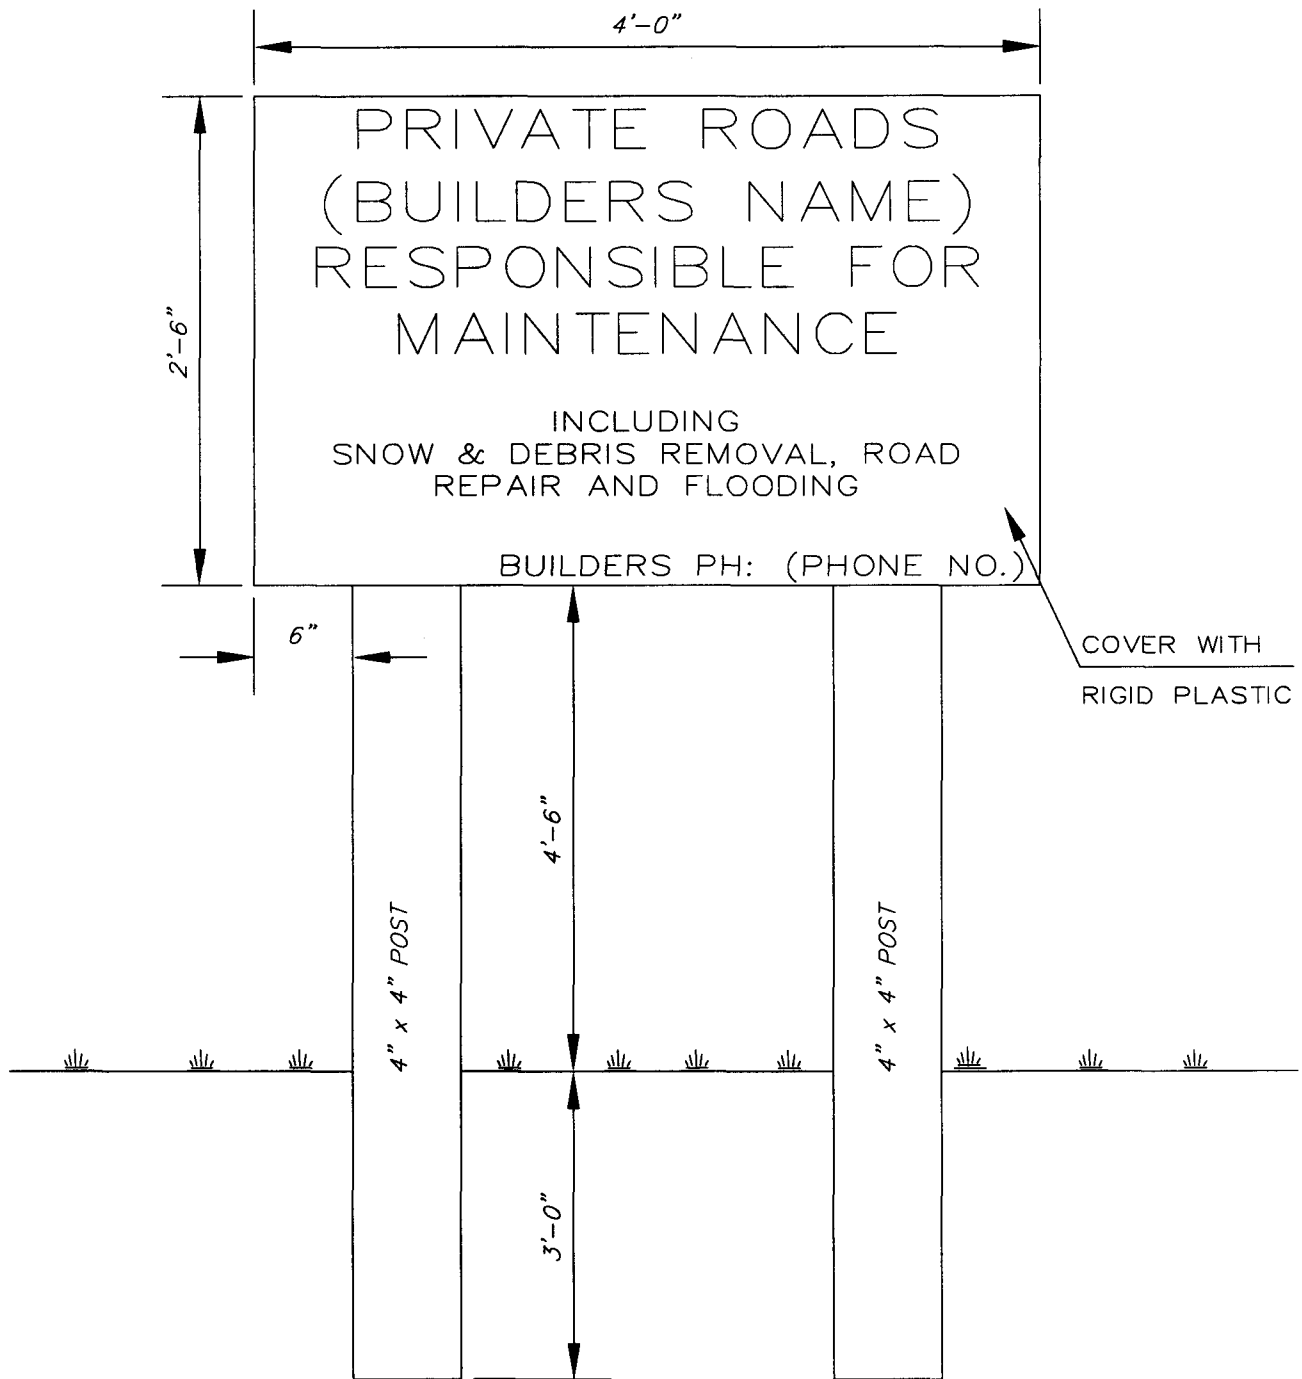 4'-0"
PRIVATE ROADS
(BUILDERS NAME)
RESPONSIBLE FOR
MAINTENANCE
2'-6"
INCLUDING
SNOW & DEBRIS REMOVAL, ROAD
REPAIR AND FLOODING
BUILDERS PH: (PHONE NO.)
6"
COVER WITH
RIGID PLASTIC
4'-6"
4" x 4" POST
4" x 4" POST
3'-0"